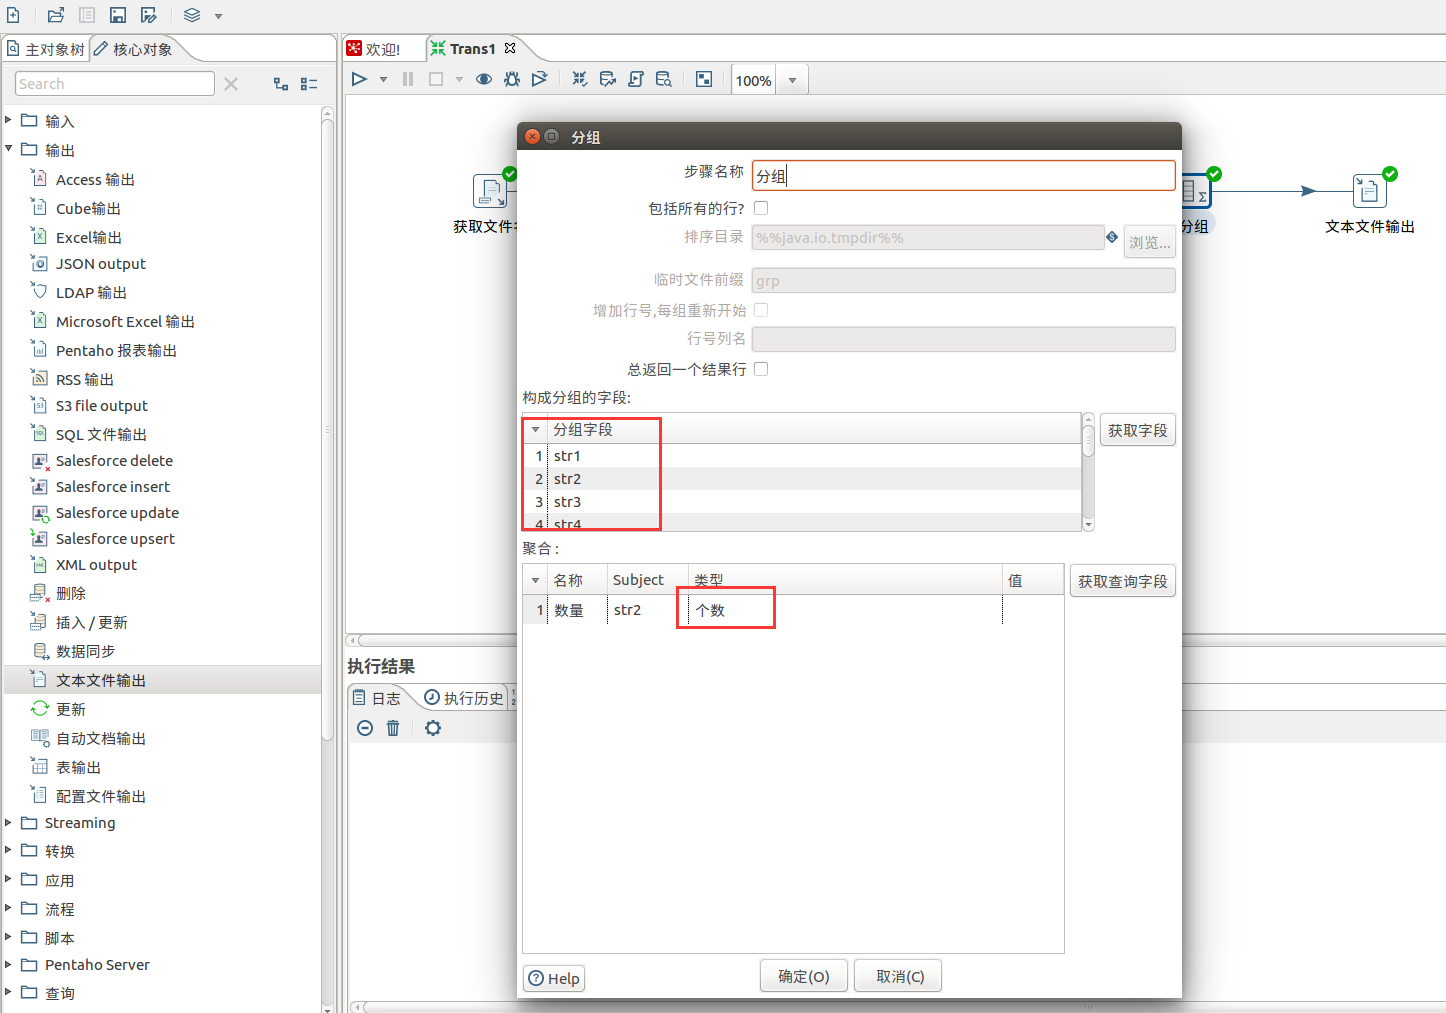 主对象树 核心对象
Search
输入
输出
Access 输出
Cube输出
Excel输出
JSON output
LDAP 输出
Microsoft Excel 输出
Pentaho 报表输出
RSS 输出
S3 file output
SQL 文件输出
Salesforce delete
Salesforce insert
Salesforce update
Salesforce upsert
XML output
删除
插入 / 更新
数据同步
文本文件输出
更新
自动文档输出
表输出
配置文件输出
Streaming
转换
应用
流程
脚本
Pentaho Server
查询
欢迎! Trans1
100%
获取文件
分组
文本文件输出
执行结果
日志 执行历史
分组
步骤名称 分组
包括所有的行?
排序目录 %%java.io.tmpdir%% 浏览...
临时文件前缀 grp
增加行号,每组重新开始
行号列名
总返回一个结果行
构成分组的字段:
分组字段 获取字段
1 str1
2 str2
3 str3
4 str4
聚合 :
名称 Subject 类型 值 获取查询字段
1 数量 str2 个数
Help 确定(O) 取消(C)